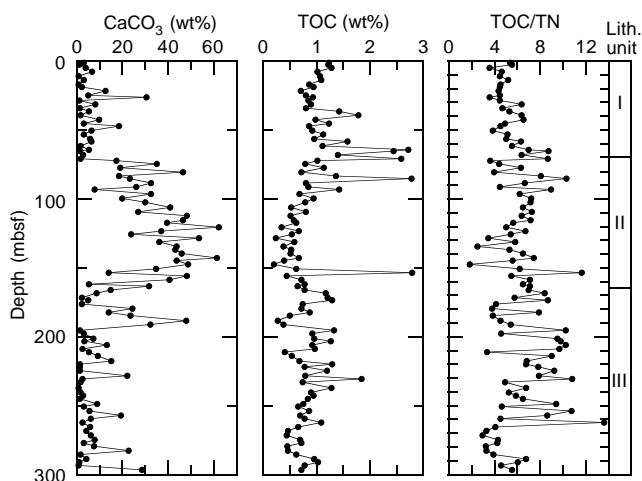 CaCO3 (wt%) TOC (wt%) TOC/TN Lith. unit
0 20 40 60 0 1 2 3 0 4 8 12
0
100
200
300
Depth (mbsf)
I
II
III